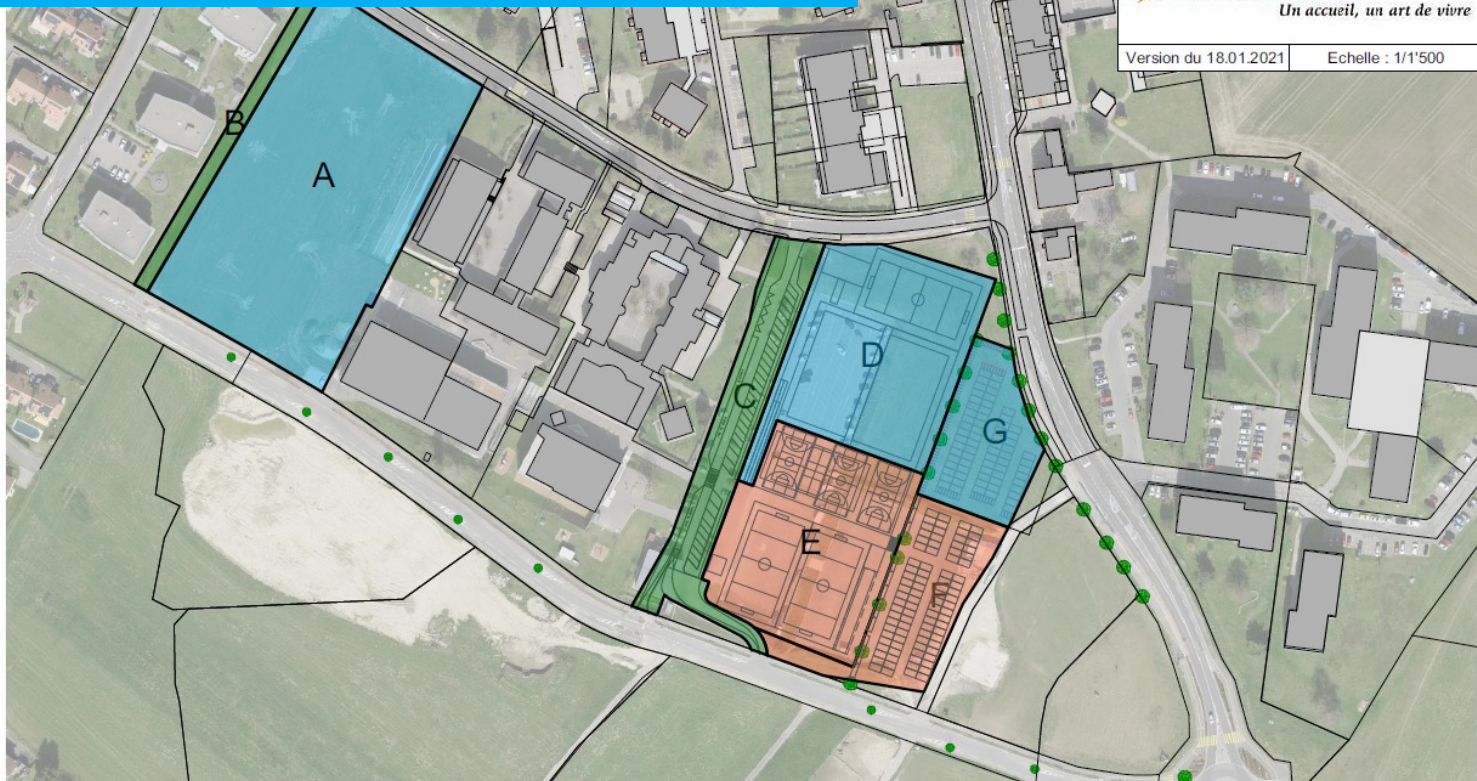 Un accueil, un art de vivre
Version du 18.01.2021
Echelle : 1/1'500
B
A
D
C
G
E
F